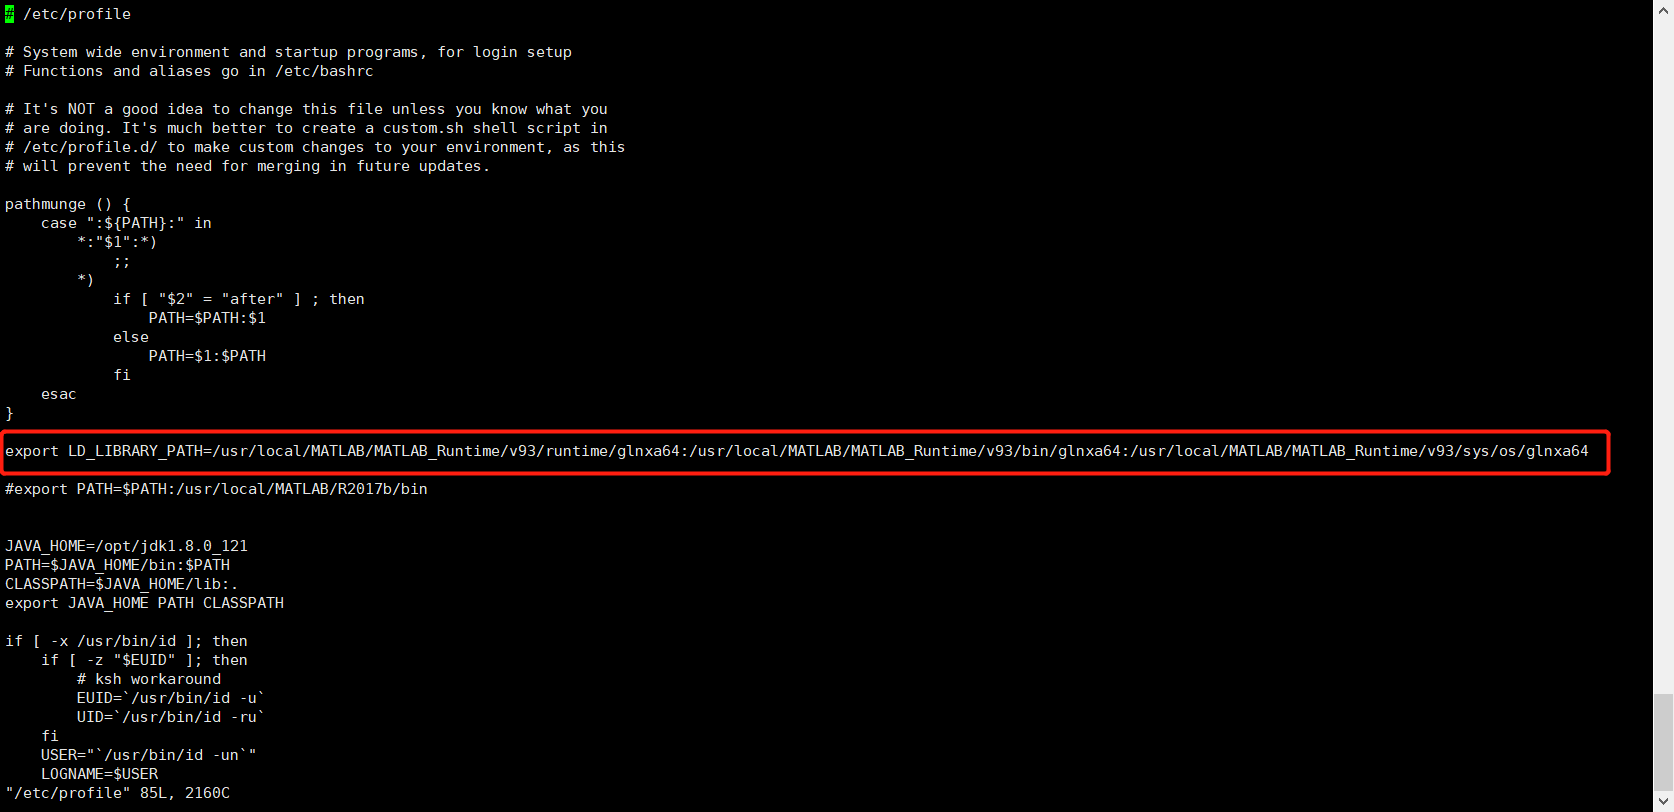 # /etc/profile
# System wide environment and startup programs, for login setup
# Functions and aliases go in /etc/bashrc
# It's NOT a good idea to change this file unless you know what you
# are doing. It's much better to create a custom.sh shell script in
# /etc/profile.d/ to make custom changes to your environment, as this
# will prevent the need for merging in future updates.
pathmunge () {
    case ":${PATH}:" in
        *:"$1":*)
            ;;
        *)
            if [ "$2" = "after" ] ; then
                PATH=$PATH:$1
            else
                PATH=$1:$PATH
            fi
    esac
}
export LD_LIBRARY_PATH=/usr/local/MATLAB/MATLAB_Runtime/v93/runtime/glnxa64:/usr/local/MATLAB/MATLAB_Runtime/v93/bin/glnxa64:/usr/local/MATLAB/MATLAB_Runtime/v93/sys/os/glnxa64
#export PATH=$PATH:/usr/local/MATLAB/R2017b/bin
JAVA_HOME=/opt/jdk1.8.0_121
PATH=$JAVA_HOME/bin:$PATH
CLASSPATH=$JAVA_HOME/lib:.
export JAVA_HOME PATH CLASSPATH
if [ -x /usr/bin/id ]; then
    if [ -z "$EUID" ]; then
        # ksh workaround
        EUID=`/usr/bin/id -u`
        UID=`/usr/bin/id -ru`
    fi
    USER="`/usr/bin/id -un`"
    LOGNAME=$USER
"/etc/profile" 85L, 2160C